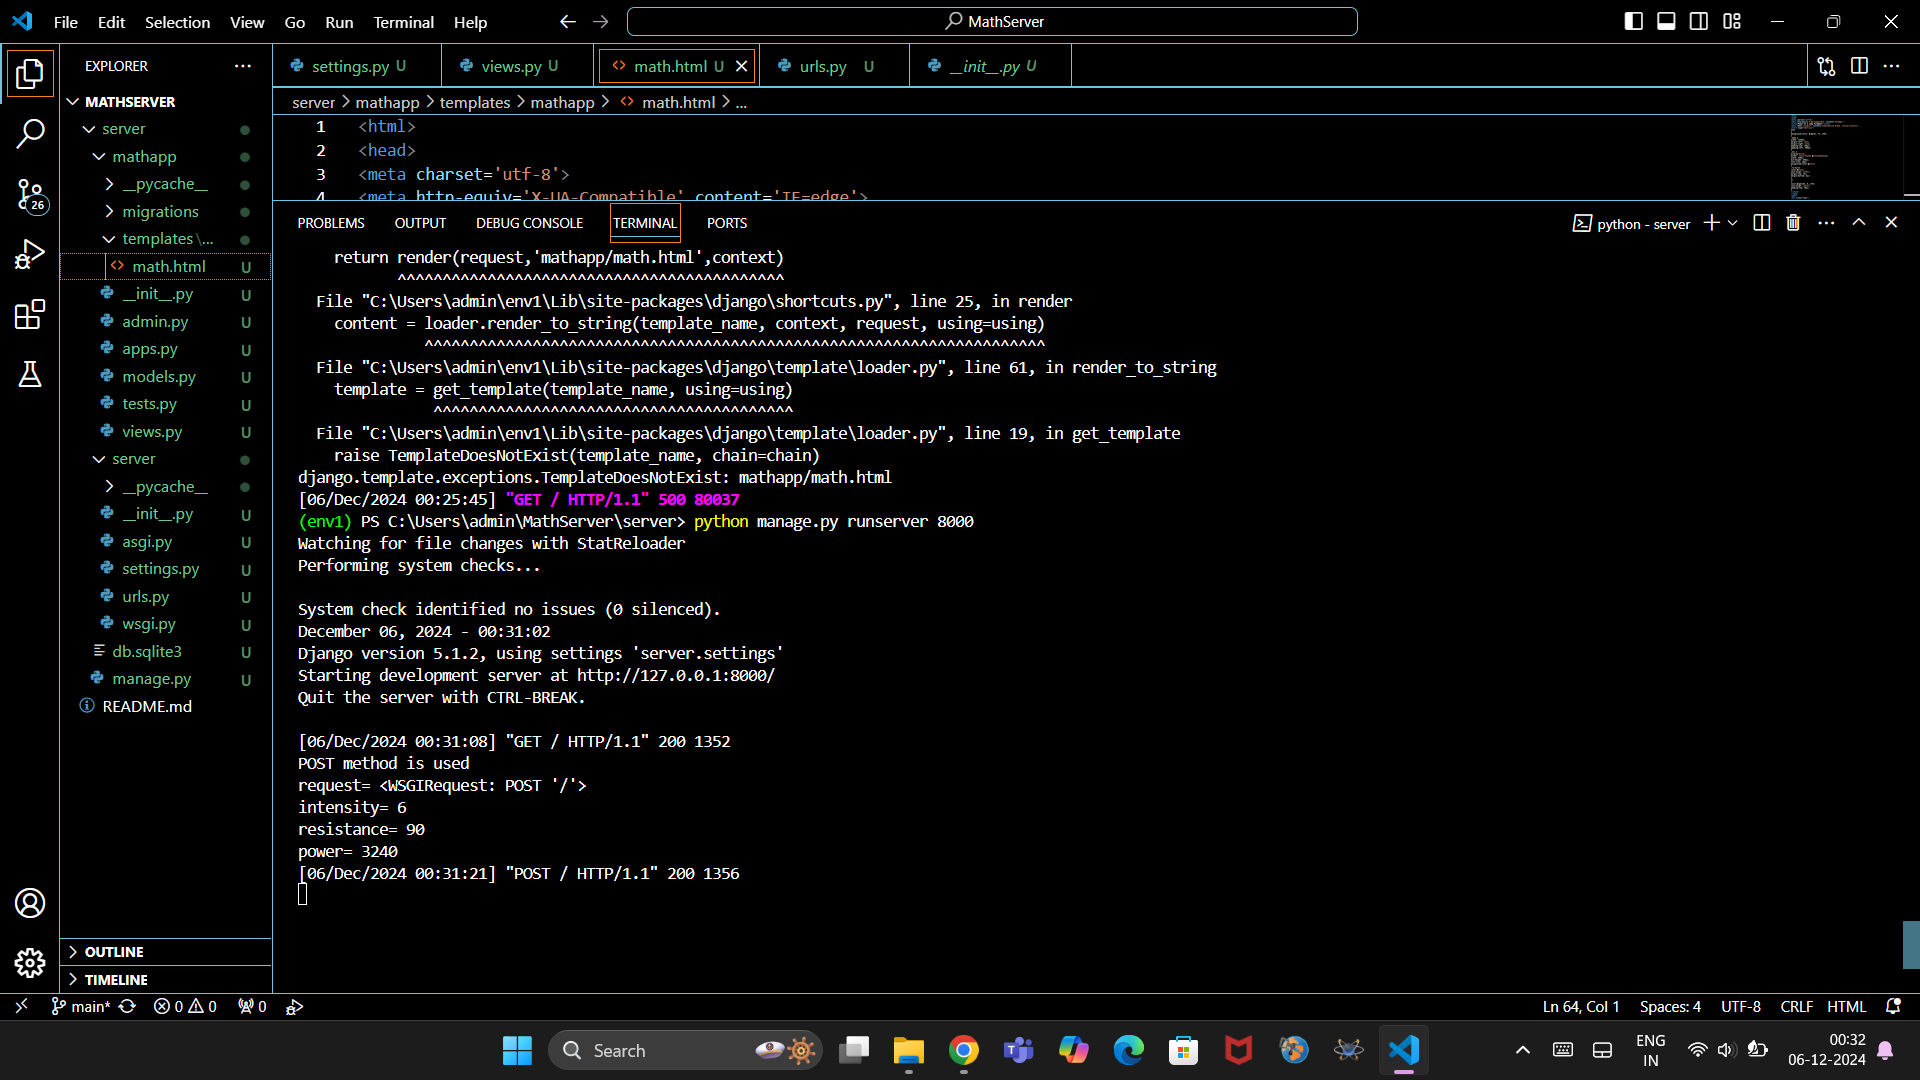 File Edit Selection View Go Run Terminal Help
MathServer
EXPLORER
MATHSERVER
server
mathapp
__pycache__
migrations
templates \...
math.html U
__init__.py U
admin.py U
apps.py U
models.py U
tests.py U
views.py U
server
__pycache__
__init__.py U
asgi.py U
settings.py U
urls.py U
wsgi.py U
db.sqlite3 U
manage.py U
README.md
OUTLINE
TIMELINE
26
settings.py U
views.py U
math.html U
urls.py U
__init__.py U
server > mathapp > templates > mathapp > math.html > ...
1 <html>
2 <head>
3 <meta charset='utf-8'>
4 <meta http-equiv='X-UA-Compatible' content='IE=edge'>
PROBLEMS OUTPUT DEBUG CONSOLE TERMINAL PORTS
python - server
return render(request,'mathapp/math.html',context)
^^^^^^^^^^^^^^^^^^^^^^^^^^^^^^^^^^^^^^^^^^^
File "C:\Users\admin\env1\Lib\site-packages\django\shortcuts.py", line 25, in render
content = loader.render_to_string(template_name, context, request, using=using)
^^^^^^^^^^^^^^^^^^^^^^^^^^^^^^^^^^^^^^^^^^^^^^^^^^^^^^^^^^^^^^^^^^^^^
File "C:\Users\admin\env1\Lib\site-packages\django\template\loader.py", line 61, in render_to_string
template = get_template(template_name, using=using)
^^^^^^^^^^^^^^^^^^^^^^^^^^^^^^^^^^^^^^^^
File "C:\Users\admin\env1\Lib\site-packages\django\template\loader.py", line 19, in get_template
raise TemplateDoesNotExist(template_name, chain=chain)
django.template.exceptions.TemplateDoesNotExist: mathapp/math.html
[06/Dec/2024 00:25:45] "GET / HTTP/1.1" 500 80037
(env1) PS C:\Users\admin\MathServer\server> python manage.py runserver 8000
Watching for file changes with StatReloader
Performing system checks...
System check identified no issues (0 silenced).
December 06, 2024 - 00:31:02
Django version 5.1.2, using settings 'server.settings'
Starting development server at http://127.0.0.1:8000/
Quit the server with CTRL-BREAK.
[06/Dec/2024 00:31:08] "GET / HTTP/1.1" 200 1352
POST method is used
request= <WSGIRequest: POST '/'>
intensity= 6
resistance= 90
power= 3240
[06/Dec/2024 00:31:21] "POST / HTTP/1.1" 200 1356
main* 0 0 0
Ln 64, Col 1 Spaces: 4 UTF-8 CRLF HTML
Search
ENG
IN
00:32
06-12-2024